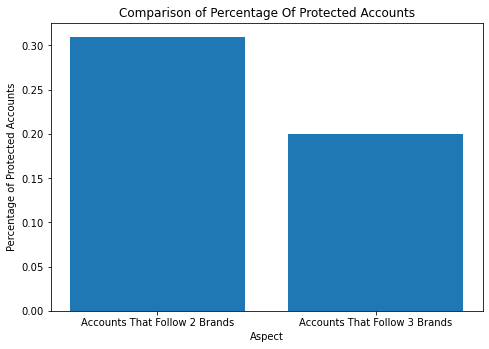 Comparison of Percentage Of Protected Accounts
Percentage of Protected Accounts
0.30
0.25
0.20
0.15
0.10
0.05
0.00
Accounts That Follow 2 Brands
Accounts That Follow 3 Brands
Aspect